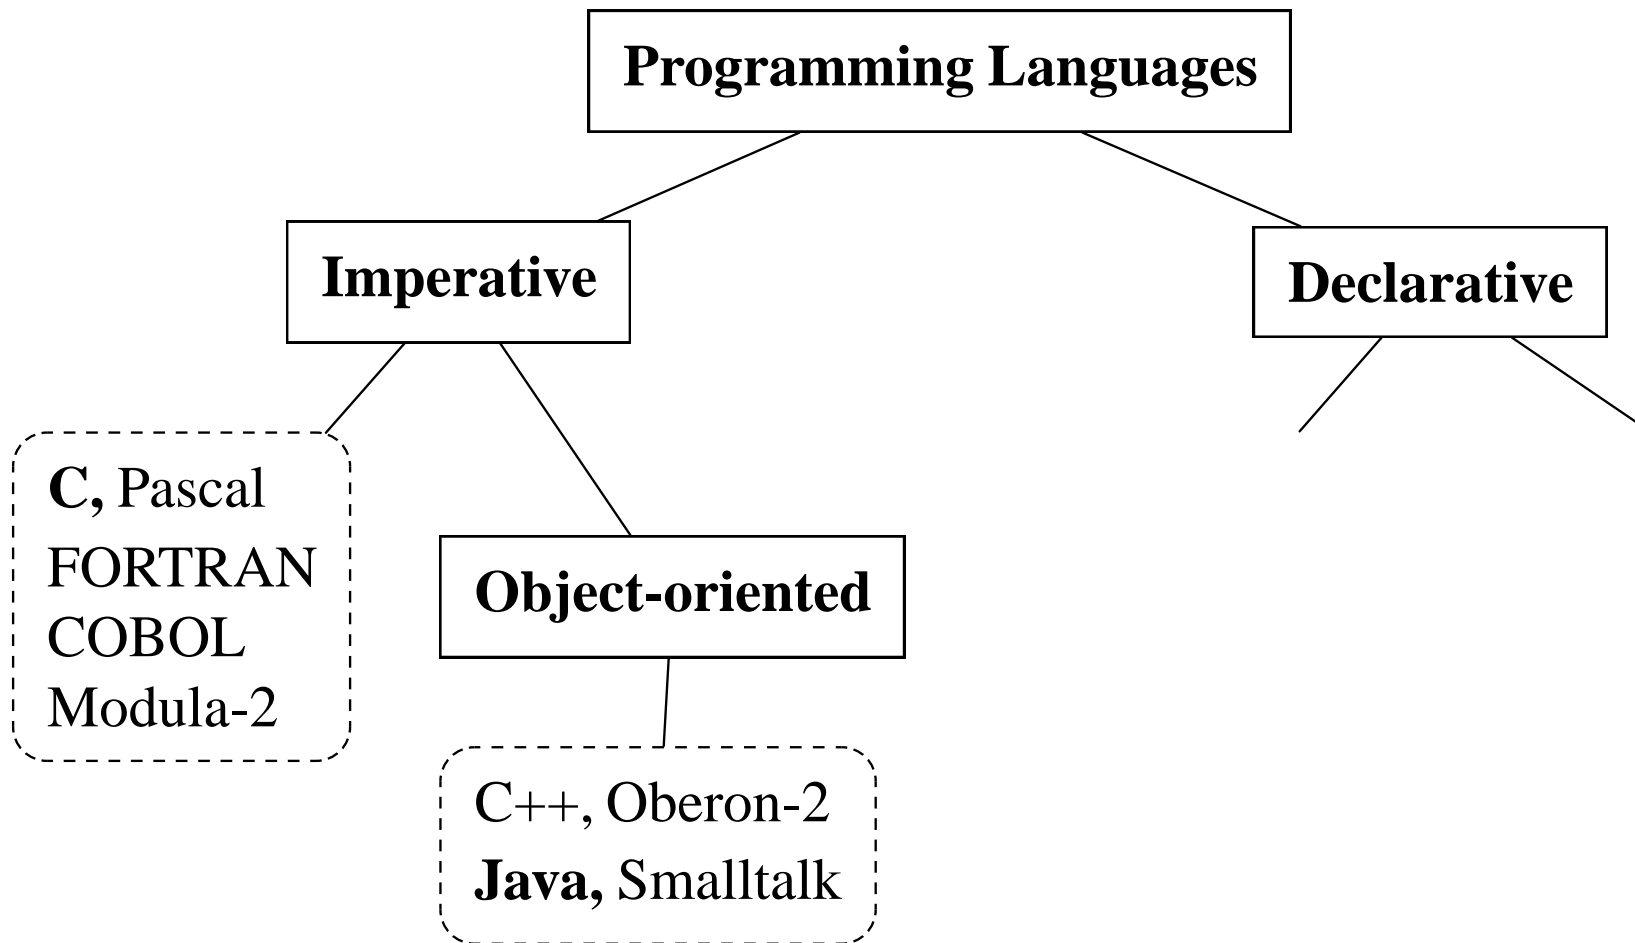 Programming Languages
Imperative
Declarative
C, Pascal
FORTRAN
COBOL
Modula-2
Object-oriented
C++, Oberon-2
Java, Smalltalk